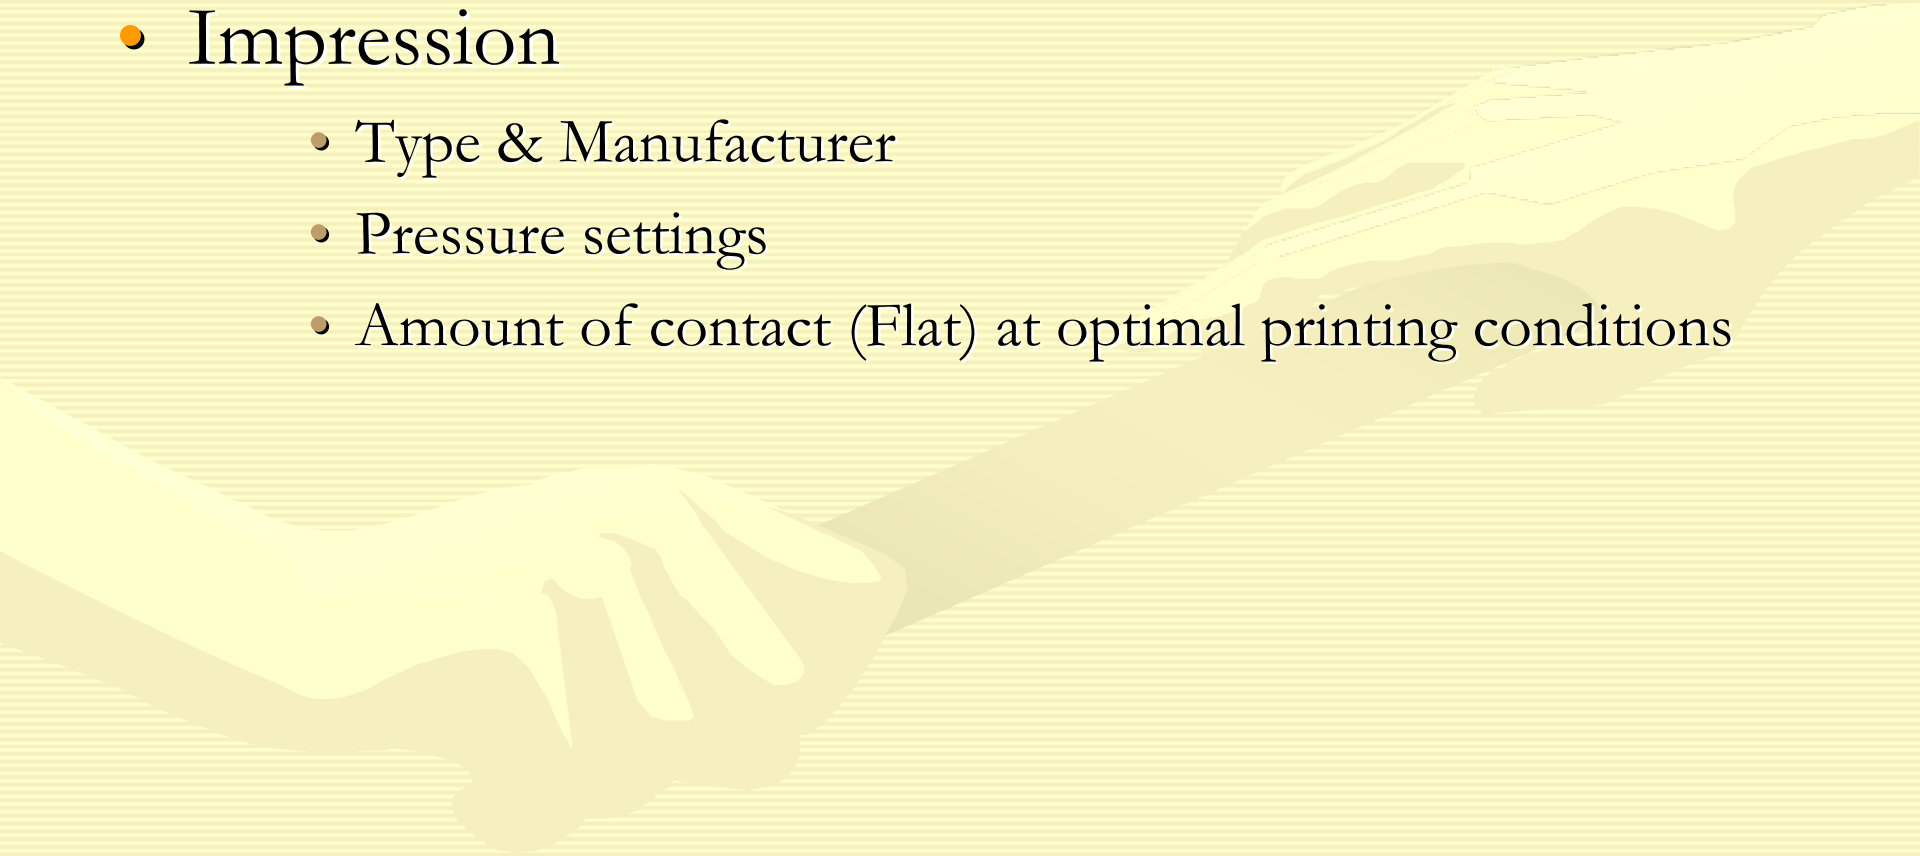 • Impression
• Type & Manufacturer
• Pressure settings
• Amount of contact (Flat) at optimal printing conditions